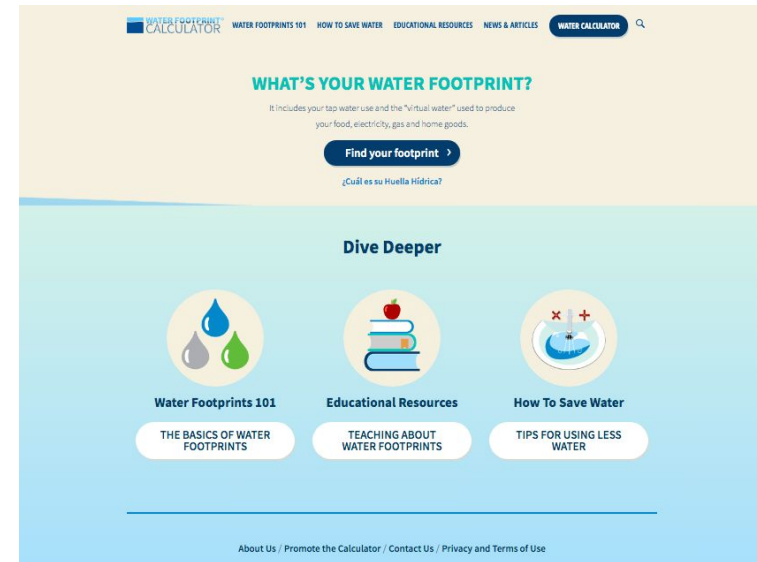 WATER FOOTPRINT
CALCULATOR
WATER FOOTPRINTS 101 HOW TO SAVE WATER EDUCATIONAL RESOURCES NEWS & ARTICLES WATER CALCULATOR
WHAT'S YOUR WATER FOOTPRINT?
It includes your tap water use and the "virtual water" used to produce
your food, electricity, gas and home goods.
Find your footprint >
¿Cuál es su Huella Hídrica?
Dive Deeper
Water Footprints 101 Educational Resources How To Save Water
THE BASICS OF WATER
FOOTPRINTS
TEACHING ABOUT
WATER FOOTPRINTS
TIPS FOR USING LESS
WATER
About Us / Promote the Calculator / Contact Us / Privacy and Terms of Use